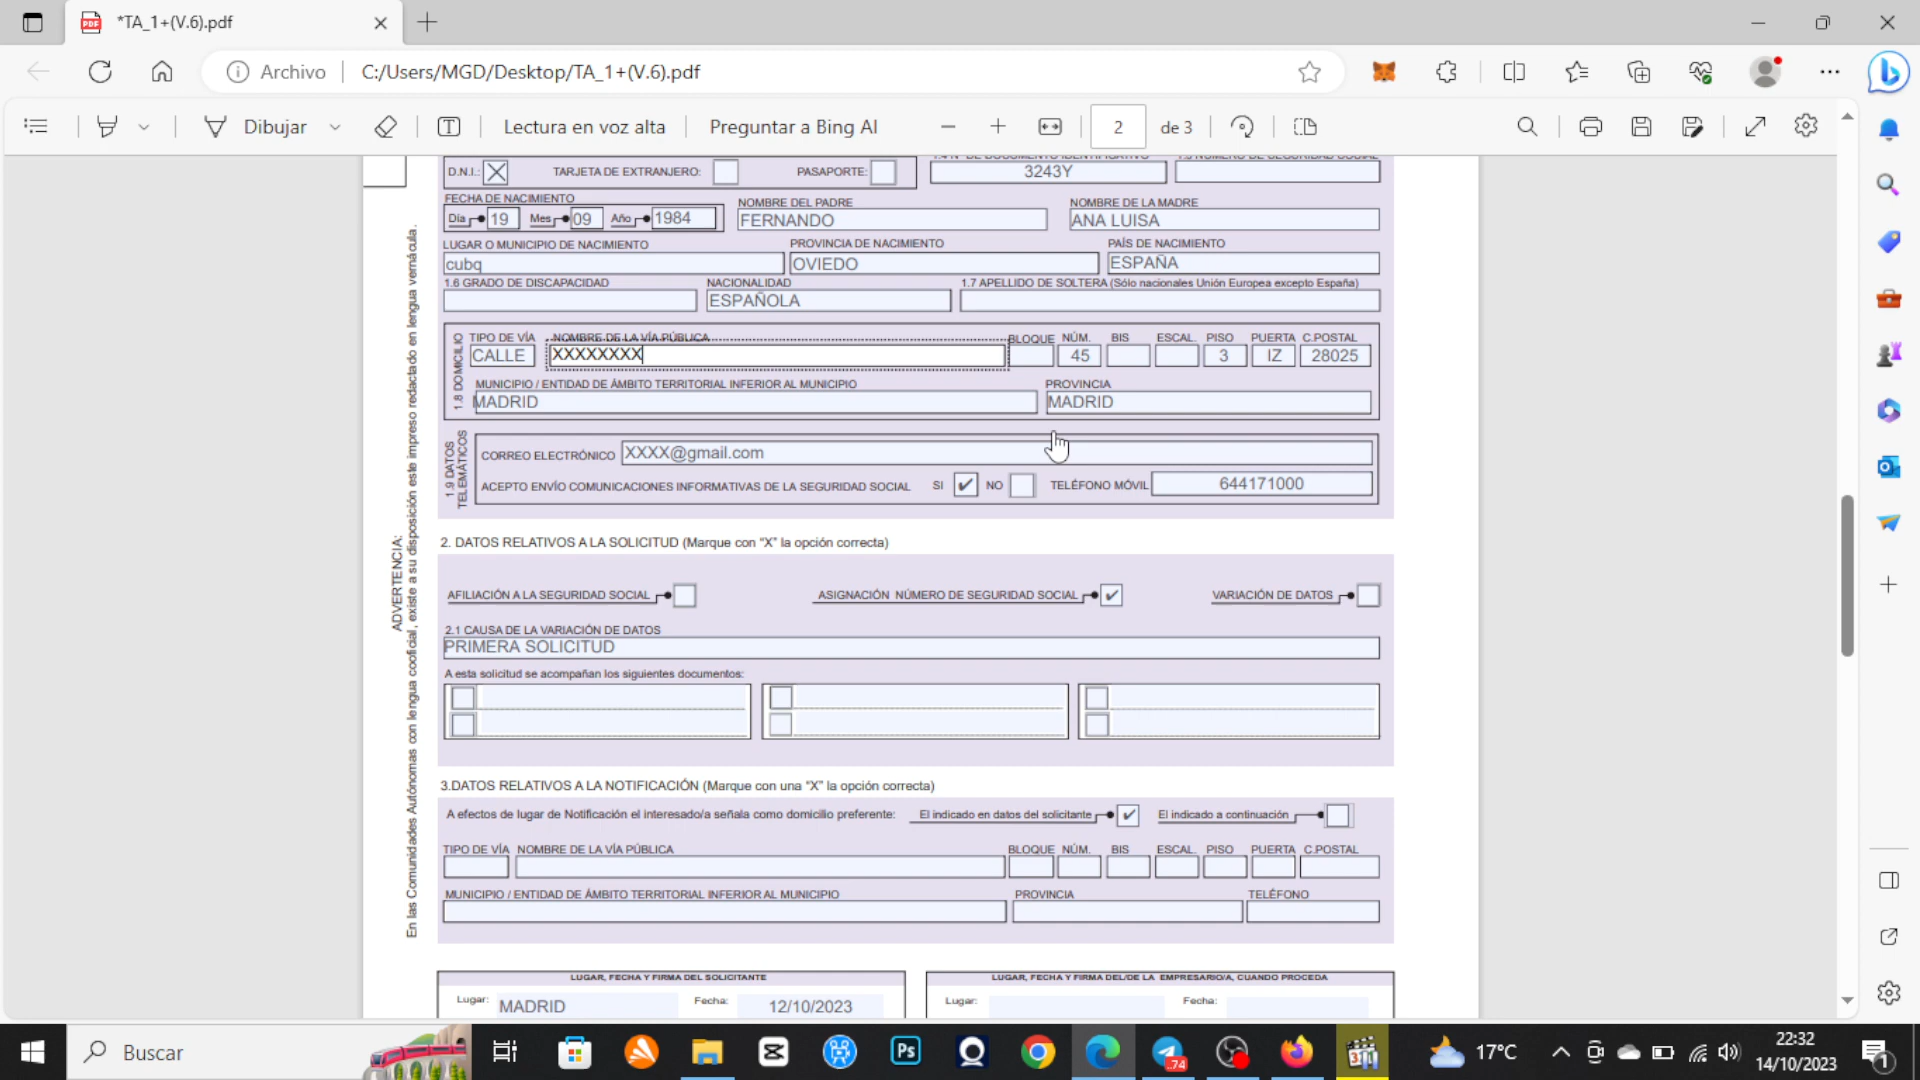 *TA_1+(V.6).pdf
Archivo
C:/Users/MGD/Desktop/TA_1+(V.6).pdf
Dibujar
Lectura en voz alta
Preguntar a Bing AI
2
de 3
D.N.I.:
TARJETA DE EXTRANJERO:
PASAPORTE:
3243Y
FECHA DE NACIMIENTO
NOMBRE DEL PADRE
NOMBRE DE LA MADRE
Día 19 Mes 09 Año 1984
FERNANDO
ANA LUISA
LUGAR O MUNICIPIO DE NACIMIENTO
PROVINCIA DE NACIMIENTO
PAÍS DE NACIMIENTO
cubq
OVIEDO
ESPAÑA
1.6 GRADO DE DISCAPACIDAD
NACIONALIDAD
1.7 APELLIDO DE SOLTERA (Sólo nacionales Unión Europea excepto España)
ESPAÑOLA
1.8 DOMICILIO
TIPO DE VÍA
NOMBRE DE LA VÍA PÚBLICA
BLOQUE
NÚM.
BIS
ESCAL.
PISO
PUERTA
C.POSTAL
CALLE
XXXXXXXX
45
3
IZ
28025
MUNICIPIO / ENTIDAD DE ÁMBITO TERRITORIAL INFERIOR AL MUNICIPIO
PROVINCIA
MADRID
MADRID
1.9 DATOS
TELEMÁTICOS
CORREO ELECTRÓNICO
XXXX@gmail.com
ACEPTO ENVÍO COMUNICACIONES INFORMATIVAS DE LA SEGURIDAD SOCIAL
SI
NO
TELÉFONO MÓVIL
644171000
ADVERTENCIA:
En las Comunidades Autónomas con lengua cooficial, existe a su disposición este impreso redactado en lengua vernácula.
2. DATOS RELATIVOS A LA SOLICITUD (Marque con "X" la opción correcta)
AFILIACIÓN A LA SEGURIDAD SOCIAL
ASIGNACIÓN NÚMERO DE SEGURIDAD SOCIAL
VARIACIÓN DE DATOS
2.1 CAUSA DE LA VARIACIÓN DE DATOS
PRIMERA SOLICITUD
A esta solicitud se acompañan los siguientes documentos:
3.DATOS RELATIVOS A LA NOTIFICACIÓN (Marque con una "X" la opción correcta)
A efectos de lugar de Notificación el interesado/a señala como domicilio preferente:
El indicado en datos del solicitante
El indicado a continuación
TIPO DE VÍA
NOMBRE DE LA VÍA PÚBLICA
BLOQUE
NÚM.
BIS
ESCAL.
PISO
PUERTA
C.POSTAL
MUNICIPIO / ENTIDAD DE ÁMBITO TERRITORIAL INFERIOR AL MUNICIPIO
PROVINCIA
TELÉFONO
LUGAR, FECHA Y FIRMA DEL SOLICITANTE
LUGAR, FECHA Y FIRMA DEL/DE LA EMPRESARIO/A, CUANDO PROCEDA
Lugar: MADRID
Fecha: 12/10/2023
Lugar:
Fecha:
Buscar
Ps
74
311
17°C
22:32
14/10/2023
1